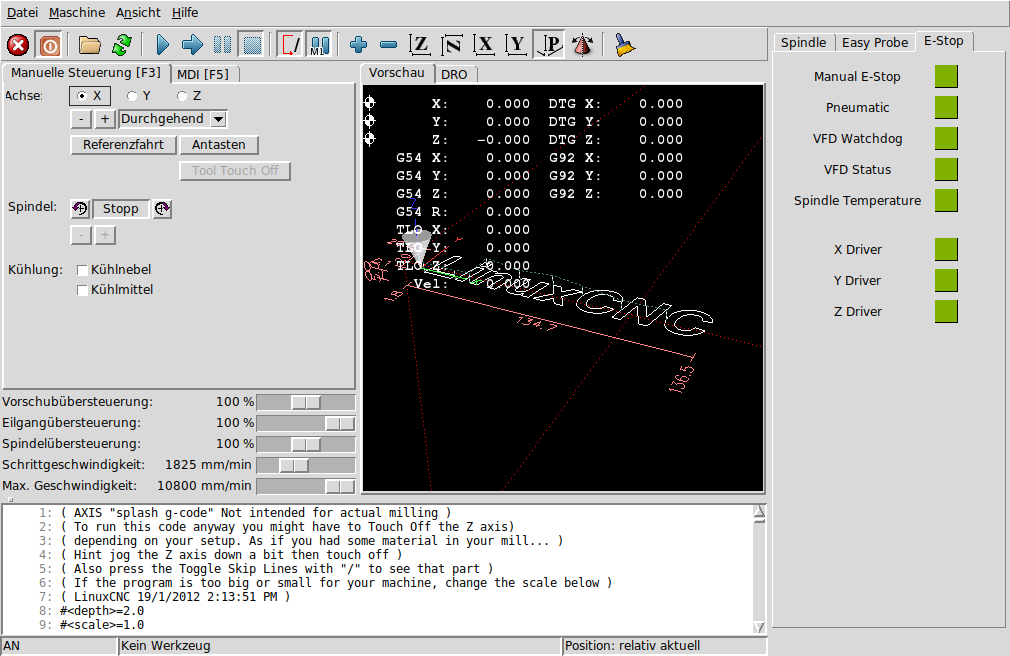 Datei Maschine Ansicht Hilfe
Z N X Y P
Manuelle Steuerung [F3] MDI [F5]
Achse: X Y Z
- + Durchgehend
Referenzfahrt Antasten
Tool Touch Off
Spindel: Stopp
- +
Kühlung: Kühlnebel
Kühlmittel
Vorschubübersteuerung: 100 %
Eilgangübersteuerung: 100 %
Spindelübersteuerung: 100 %
Schrittgeschwindigkeit: 1825 mm/min
Max. Geschwindigkeit: 10800 mm/min
Vorschau DRO
X: 0.000 DTG X: 0.000
Y: 0.000 DTG Y: 0.000
Z: -0.000 DTG Z: 0.000
G54 X: 0.000 G92 X: 0.000
G54 Y: 0.000 G92 Y: 0.000
G54 Z: 0.000 G92 Z: 0.000
G54 R: 0.000
TLO X: 0.000
TLO Y: 0.000
TLO Z: 0.000
Vel: 0.000
LinuxCNC
1.8
134.7
136.5
Spindle Easy Probe E-Stop
Manual E-Stop
Pneumatic
VFD Watchdog
VFD Status
Spindle Temperature
X Driver
Y Driver
Z Driver
1: ( AXIS "splash g-code" Not intended for actual milling )
2: ( To run this code anyway you might have to Touch Off the Z axis)
3: ( depending on your setup. As if you had some material in your mill... )
4: ( Hint jog the Z axis down a bit then touch off )
5: ( Also press the Toggle Skip Lines with "/" to see that part )
6: ( If the program is too big or small for your machine, change the scale below )
7: ( LinuxCNC 19/1/2012 2:13:51 PM )
8: #<depth>=2.0
9: #<scale>=1.0
AN Kein Werkzeug Position: relativ aktuell